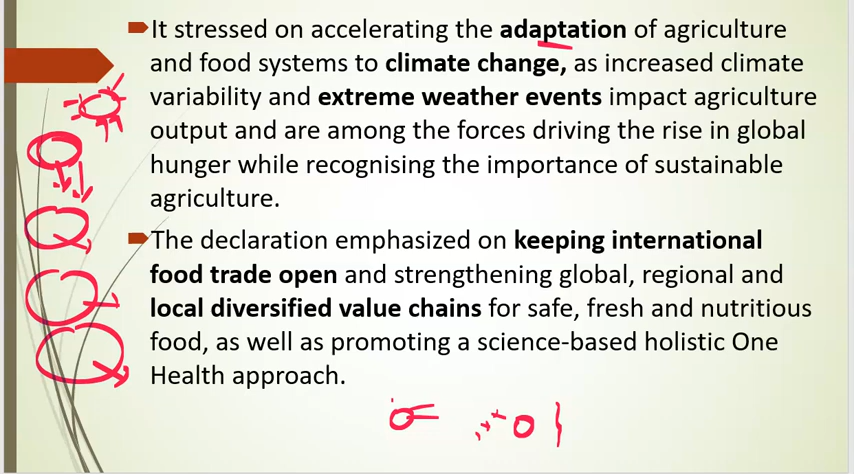 It stressed on accelerating the adaptation of agriculture
and food systems to climate change, as increased climate
variability and extreme weather events impact agriculture
output and are among the forces driving the rise in global
hunger while recognising the importance of sustainable
agriculture.
The declaration emphasized on keeping international
food trade open and strengthening global, regional and
local diversified value chains for safe, fresh and nutritious
food, as well as promoting a science-based holistic One
Health approach.